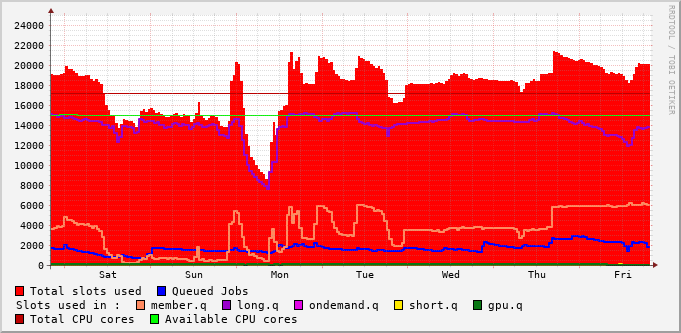 RRDTOOL / TOBI OETIKER
24000
22000
20000
18000
16000
14000
12000
10000
8000
6000
4000
2000
0
Sat Sun Mon Tue Wed Thu Fri
Total slots used Queued Jobs
Slots used in : member.q long.q ondemand.q short.q gpu.q
Total CPU cores Available CPU cores